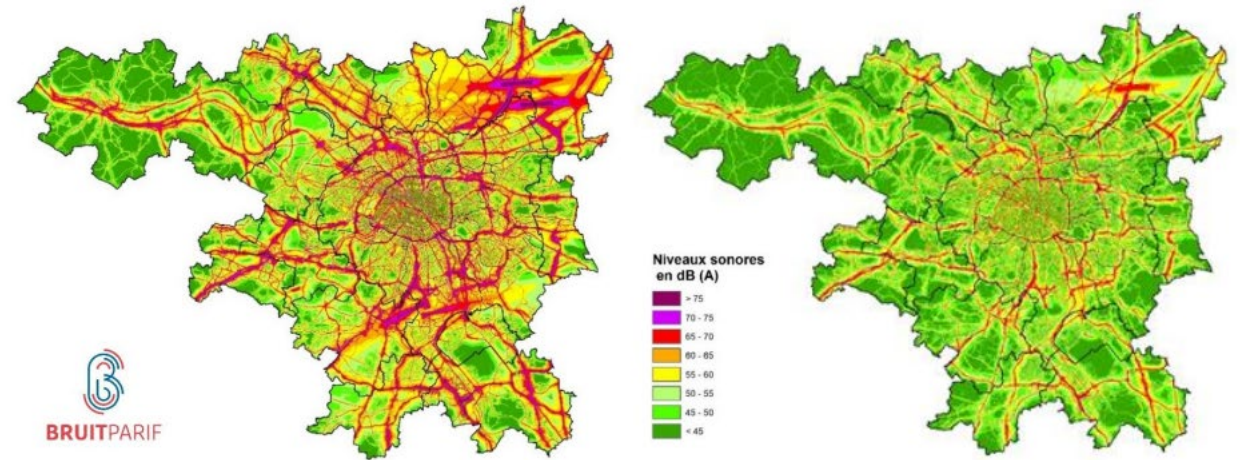 BRUITPARIF
Niveaux sonores
en dB (A)
> 75
70 - 75
65 - 70
60 - 65
55 - 60
50 - 55
45 - 50
< 45